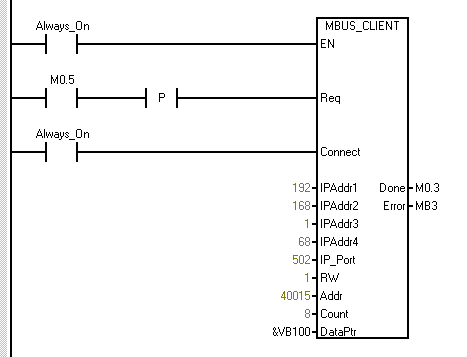 Always_On
MBUS_CLIENT
EN
M0.5
P
Req
Always_On
Connect
192 IPAddr1 Done M0.3
168 IPAddr2 Error MB3
1 IPAddr3
68 IPAddr4
502 IP_Port
1 RW
40015 Addr
8 Count
&VB100 DataPtr